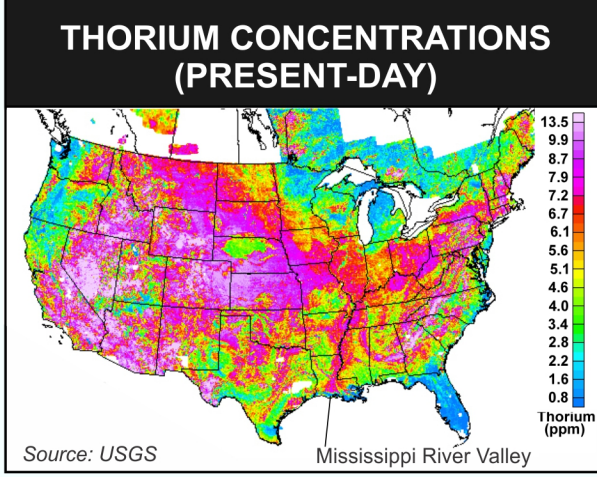 THORIUM CONCENTRATIONS
(PRESENT-DAY)
13.5
9.9
8.7
7.9
7.2
6.7
6.1
5.6
5.1
4.6
4.0
3.4
2.8
2.2
1.6
0.8
Thorium
(ppm)
Source: USGS
Mississippi River Valley